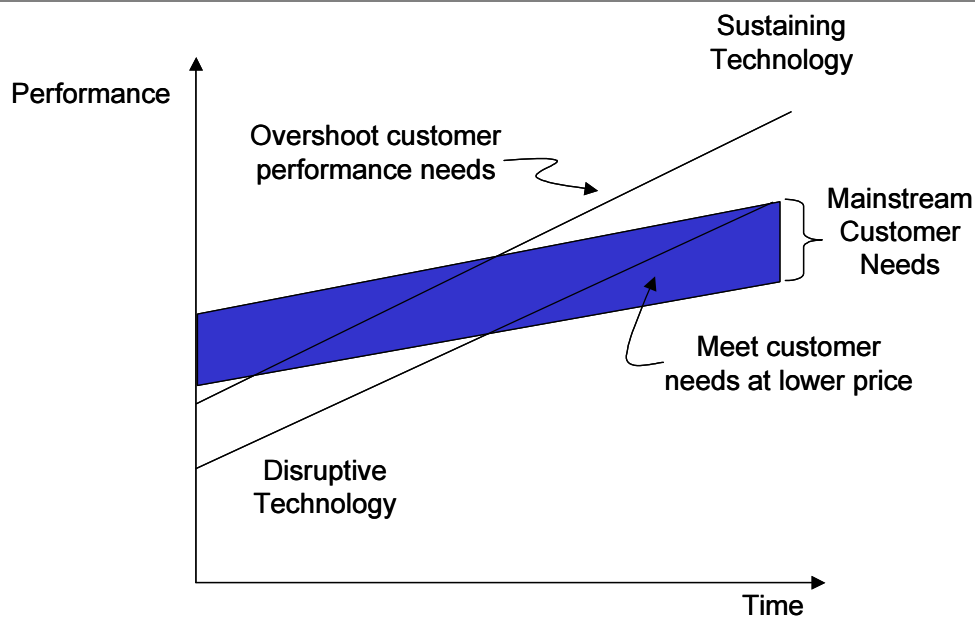 Sustaining
Technology
Performance
Overshoot customer
performance needs
Mainstream
Customer
Needs
Meet customer
needs at lower price
Disruptive
Technology
Time